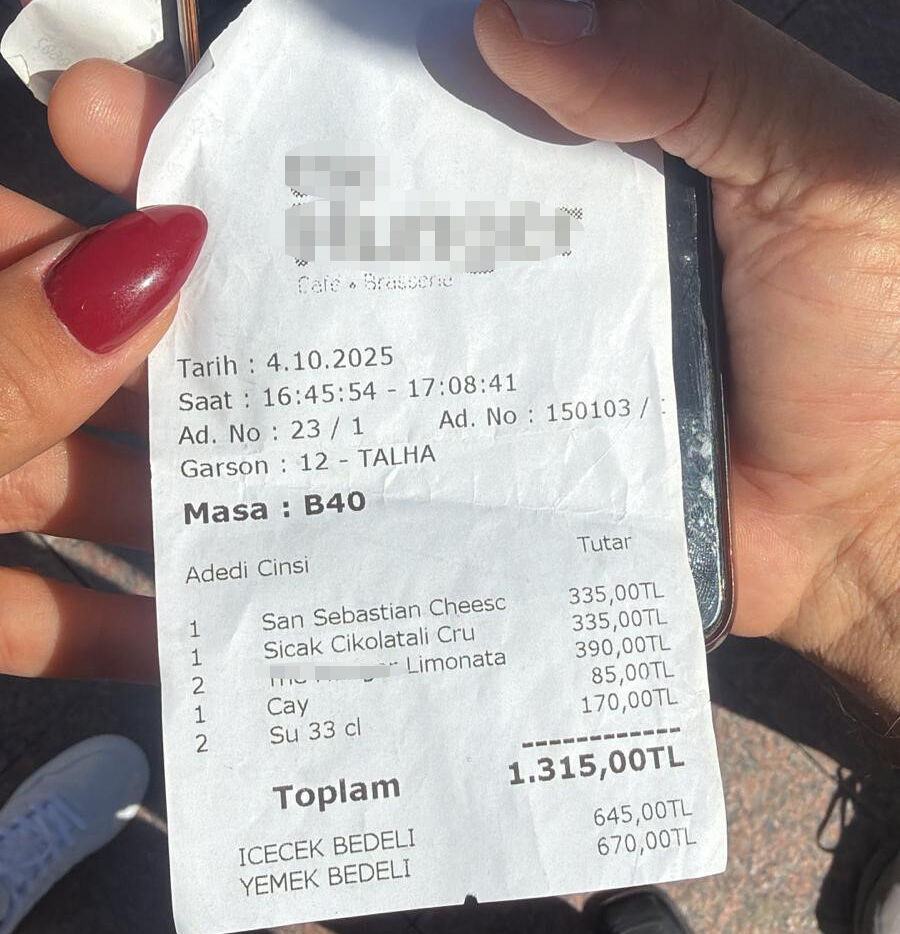 Café • Brasserie
Tarih : 4.10.2025
Saat : 16:45:54 - 17:08:41
Ad. No : 23 / 1 Ad. No : 150103 /
Garson : 12 - TALHA
Masa : B40
Adedi Cinsi Tutar
1 San Sebastian Cheesc 335,00TL
1 Sicak Cikolatali Cru 335,00TL
2 Limonata 390,00TL
1 Cay 85,00TL
2 Su 33 cl 170,00TL
------------
Toplam 1.315,00TL
ICECEK BEDELI 645,00TL
YEMEK BEDELI 670,00TL